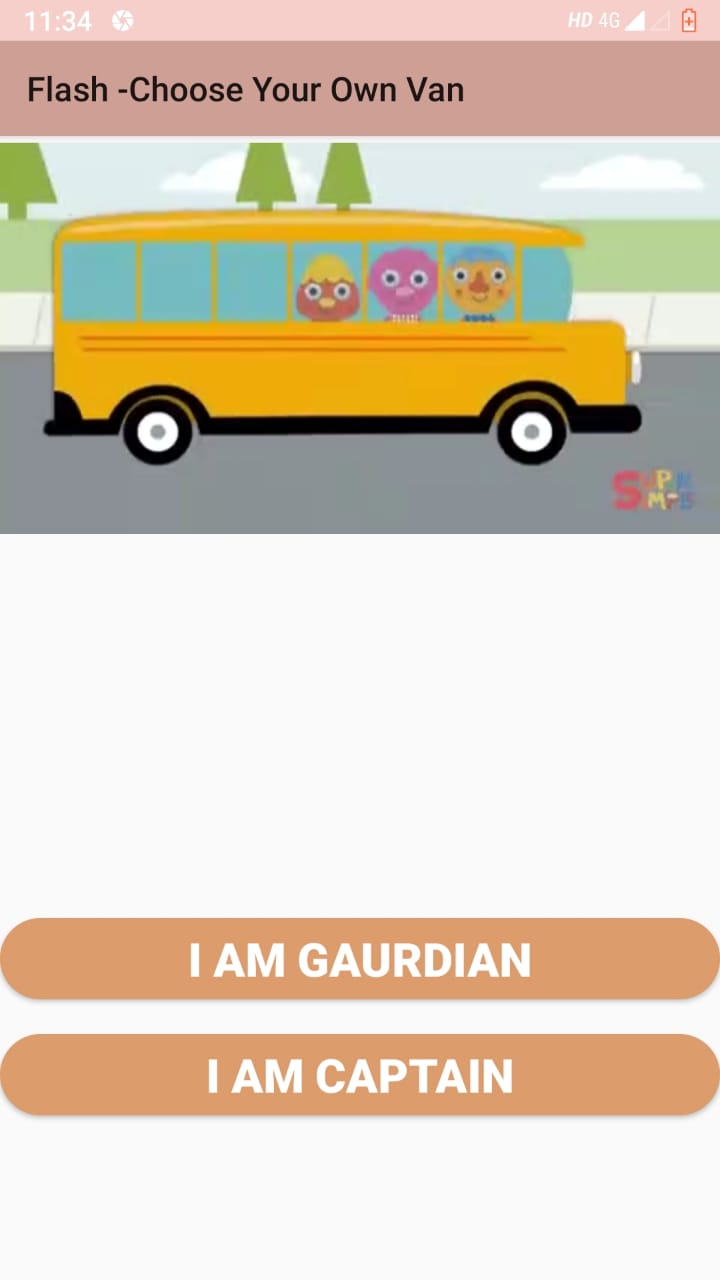 11:34 HD 4G
Flash -Choose Your Own Van
SUPER
SIMPLE
I AM GAURDIAN
I AM CAPTAIN